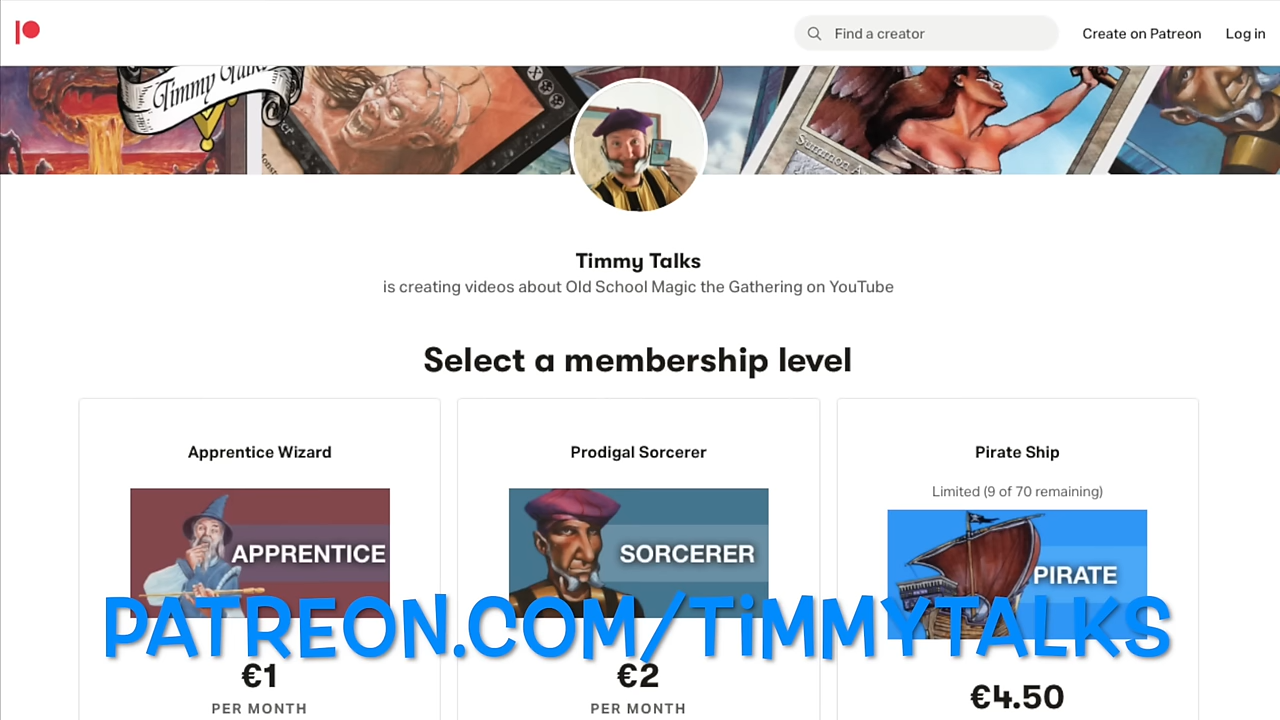 Find a creator
Create on Patreon
Log in
Timmy Talks
Summon A
Timmy Talks
is creating videos about Old School Magic the Gathering on YouTube
Select a membership level
Apprentice Wizard
Prodigal Sorcerer
Pirate Ship
Limited (9 of 70 remaining)
APPRENTICE
SORCERER
PIRATE
PATREON.COM/TiMMYTALKS
€1
PER MONTH
€2
PER MONTH
€4.50